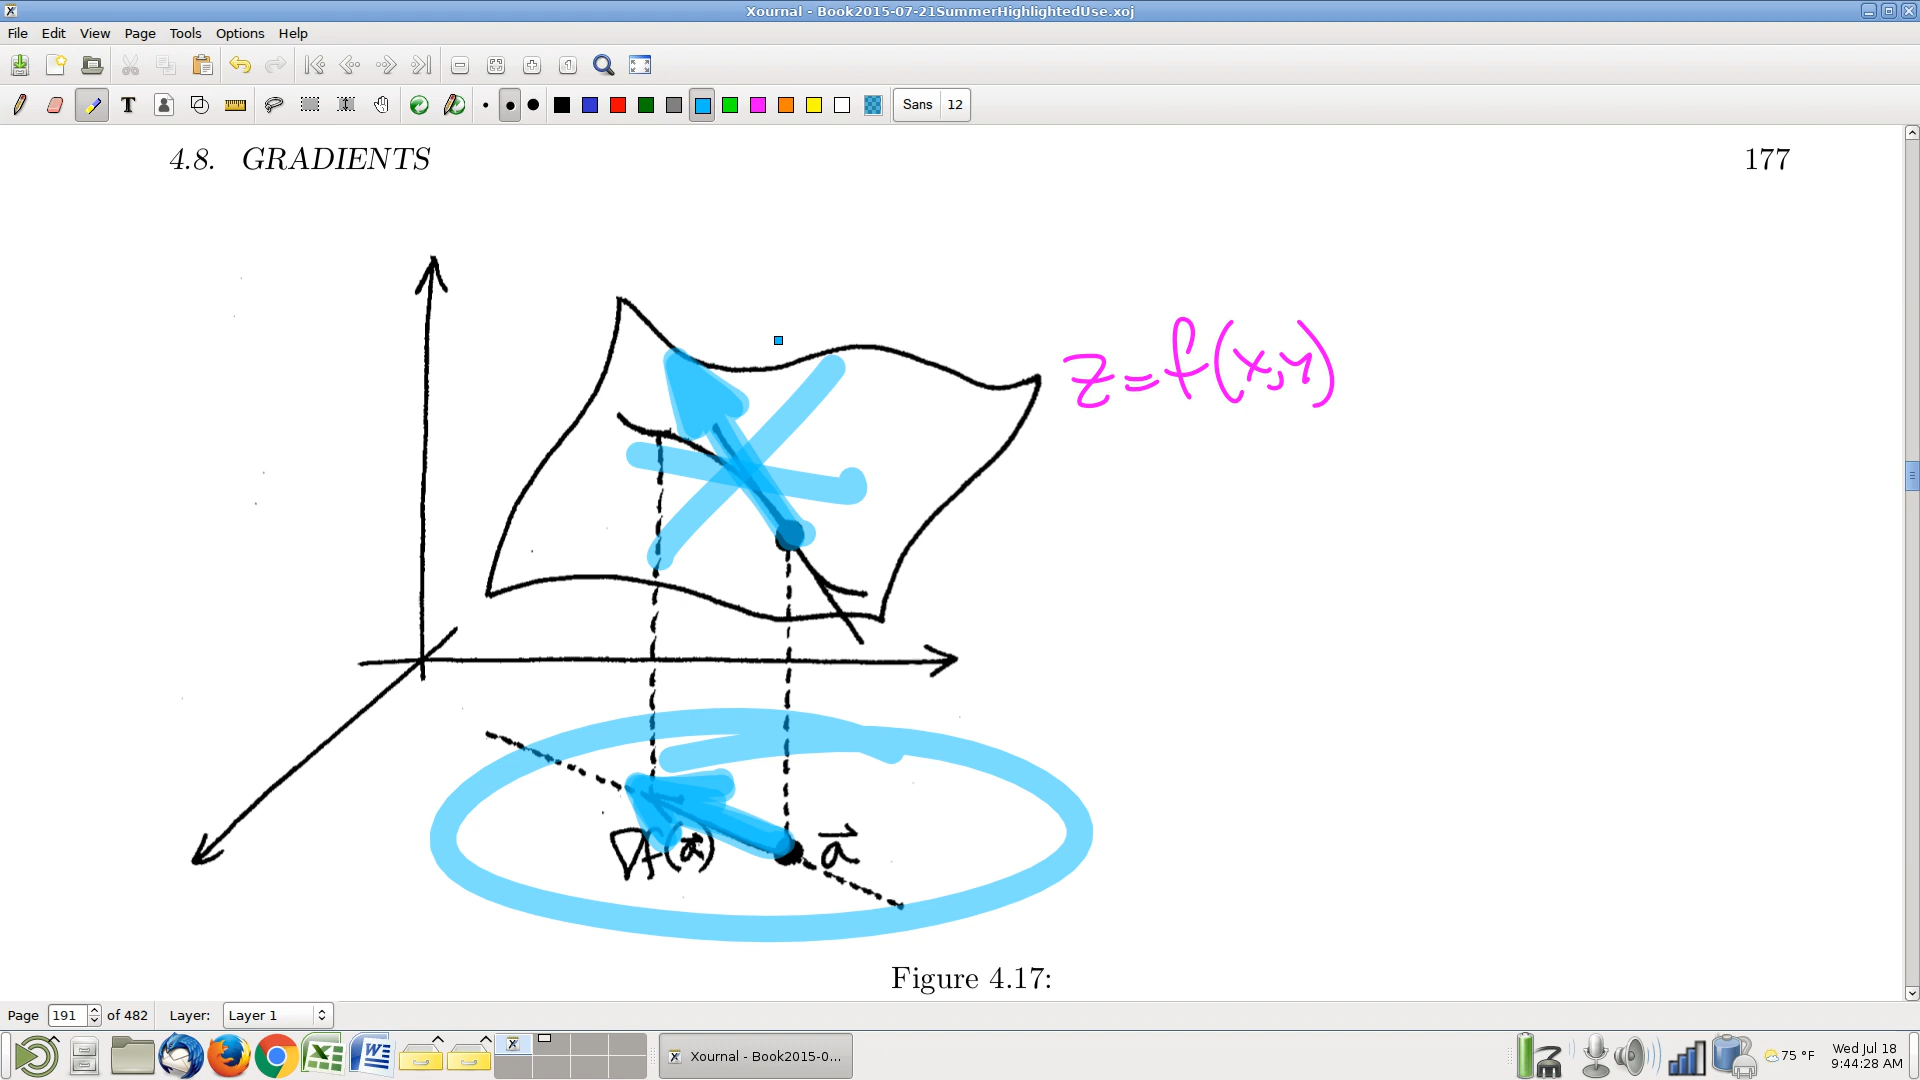 Xournal - Book2015-07-21SummerHighlightedUse.xoj
File Edit View Page Tools Options Help
Sans 12
4.8. GRADIENTS 177
z=f(x,y)
∇f(a⃗) a⃗
Figure 4.17:
Page 191 of 482 Layer: Layer 1
Xournal - Book2015-0...
75 °F
Wed Jul 18
9:44:28 AM